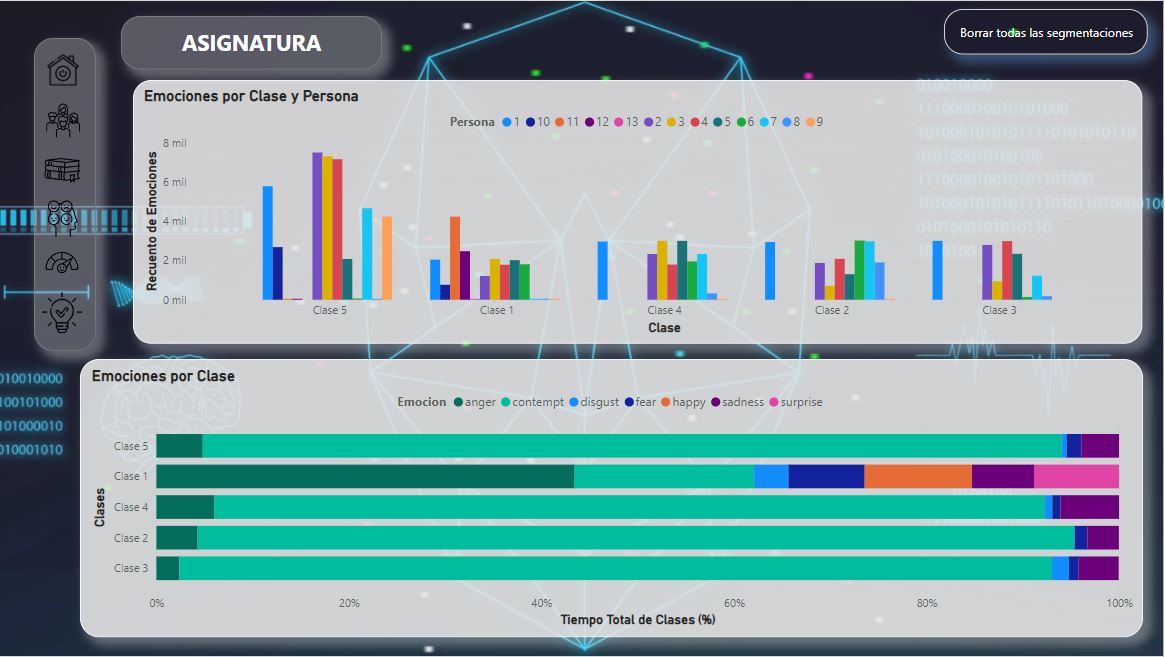 ASIGNATURA
Borrar todas las segmentaciones
Emociones por Clase y Persona
Persona 1 10 11 12 13 2 3 4 5 6 7 8 9
Recuento de Emociones
8 mil
6 mil
4 mil
2 mil
0 mil
Clase 5 Clase 1 Clase 4 Clase 2 Clase 3
Clase
Emociones por Clase
Emocion anger contempt disgust fear happy sadness surprise
Clases
Clase 5
Clase 1
Clase 4
Clase 2
Clase 3
0% 20% 40% 60% 80% 100%
Tiempo Total de Clases (%)
010010000
100101000
101000010
010001010